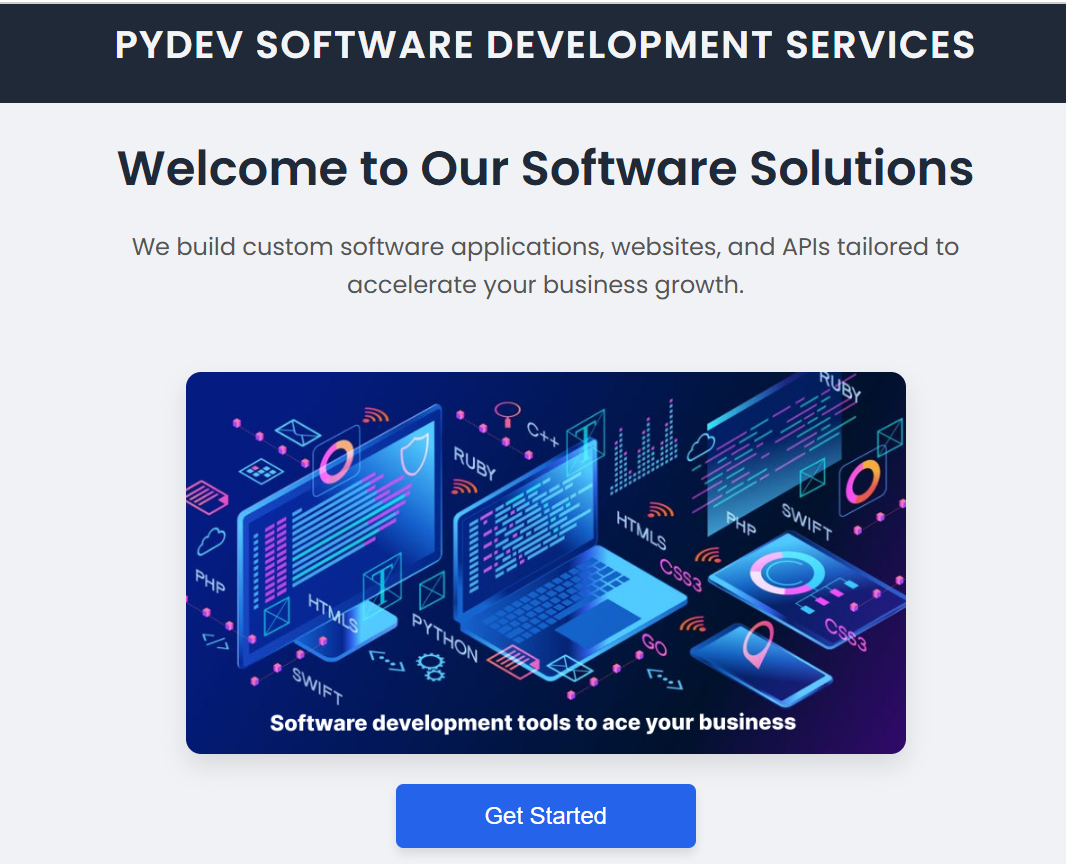 PYDEV SOFTWARE DEVELOPMENT SERVICES
Welcome to Our Software Solutions
We build custom software applications, websites, and APIs tailored to
accelerate your business growth.
RUBY
C++
T
RUBY
HTMLS
PHP
SWIFT
PHP
T
HTMLS
CSS3
PYTHON
CSS3
GO
SWIFT
Software development tools to ace your business
Get Started